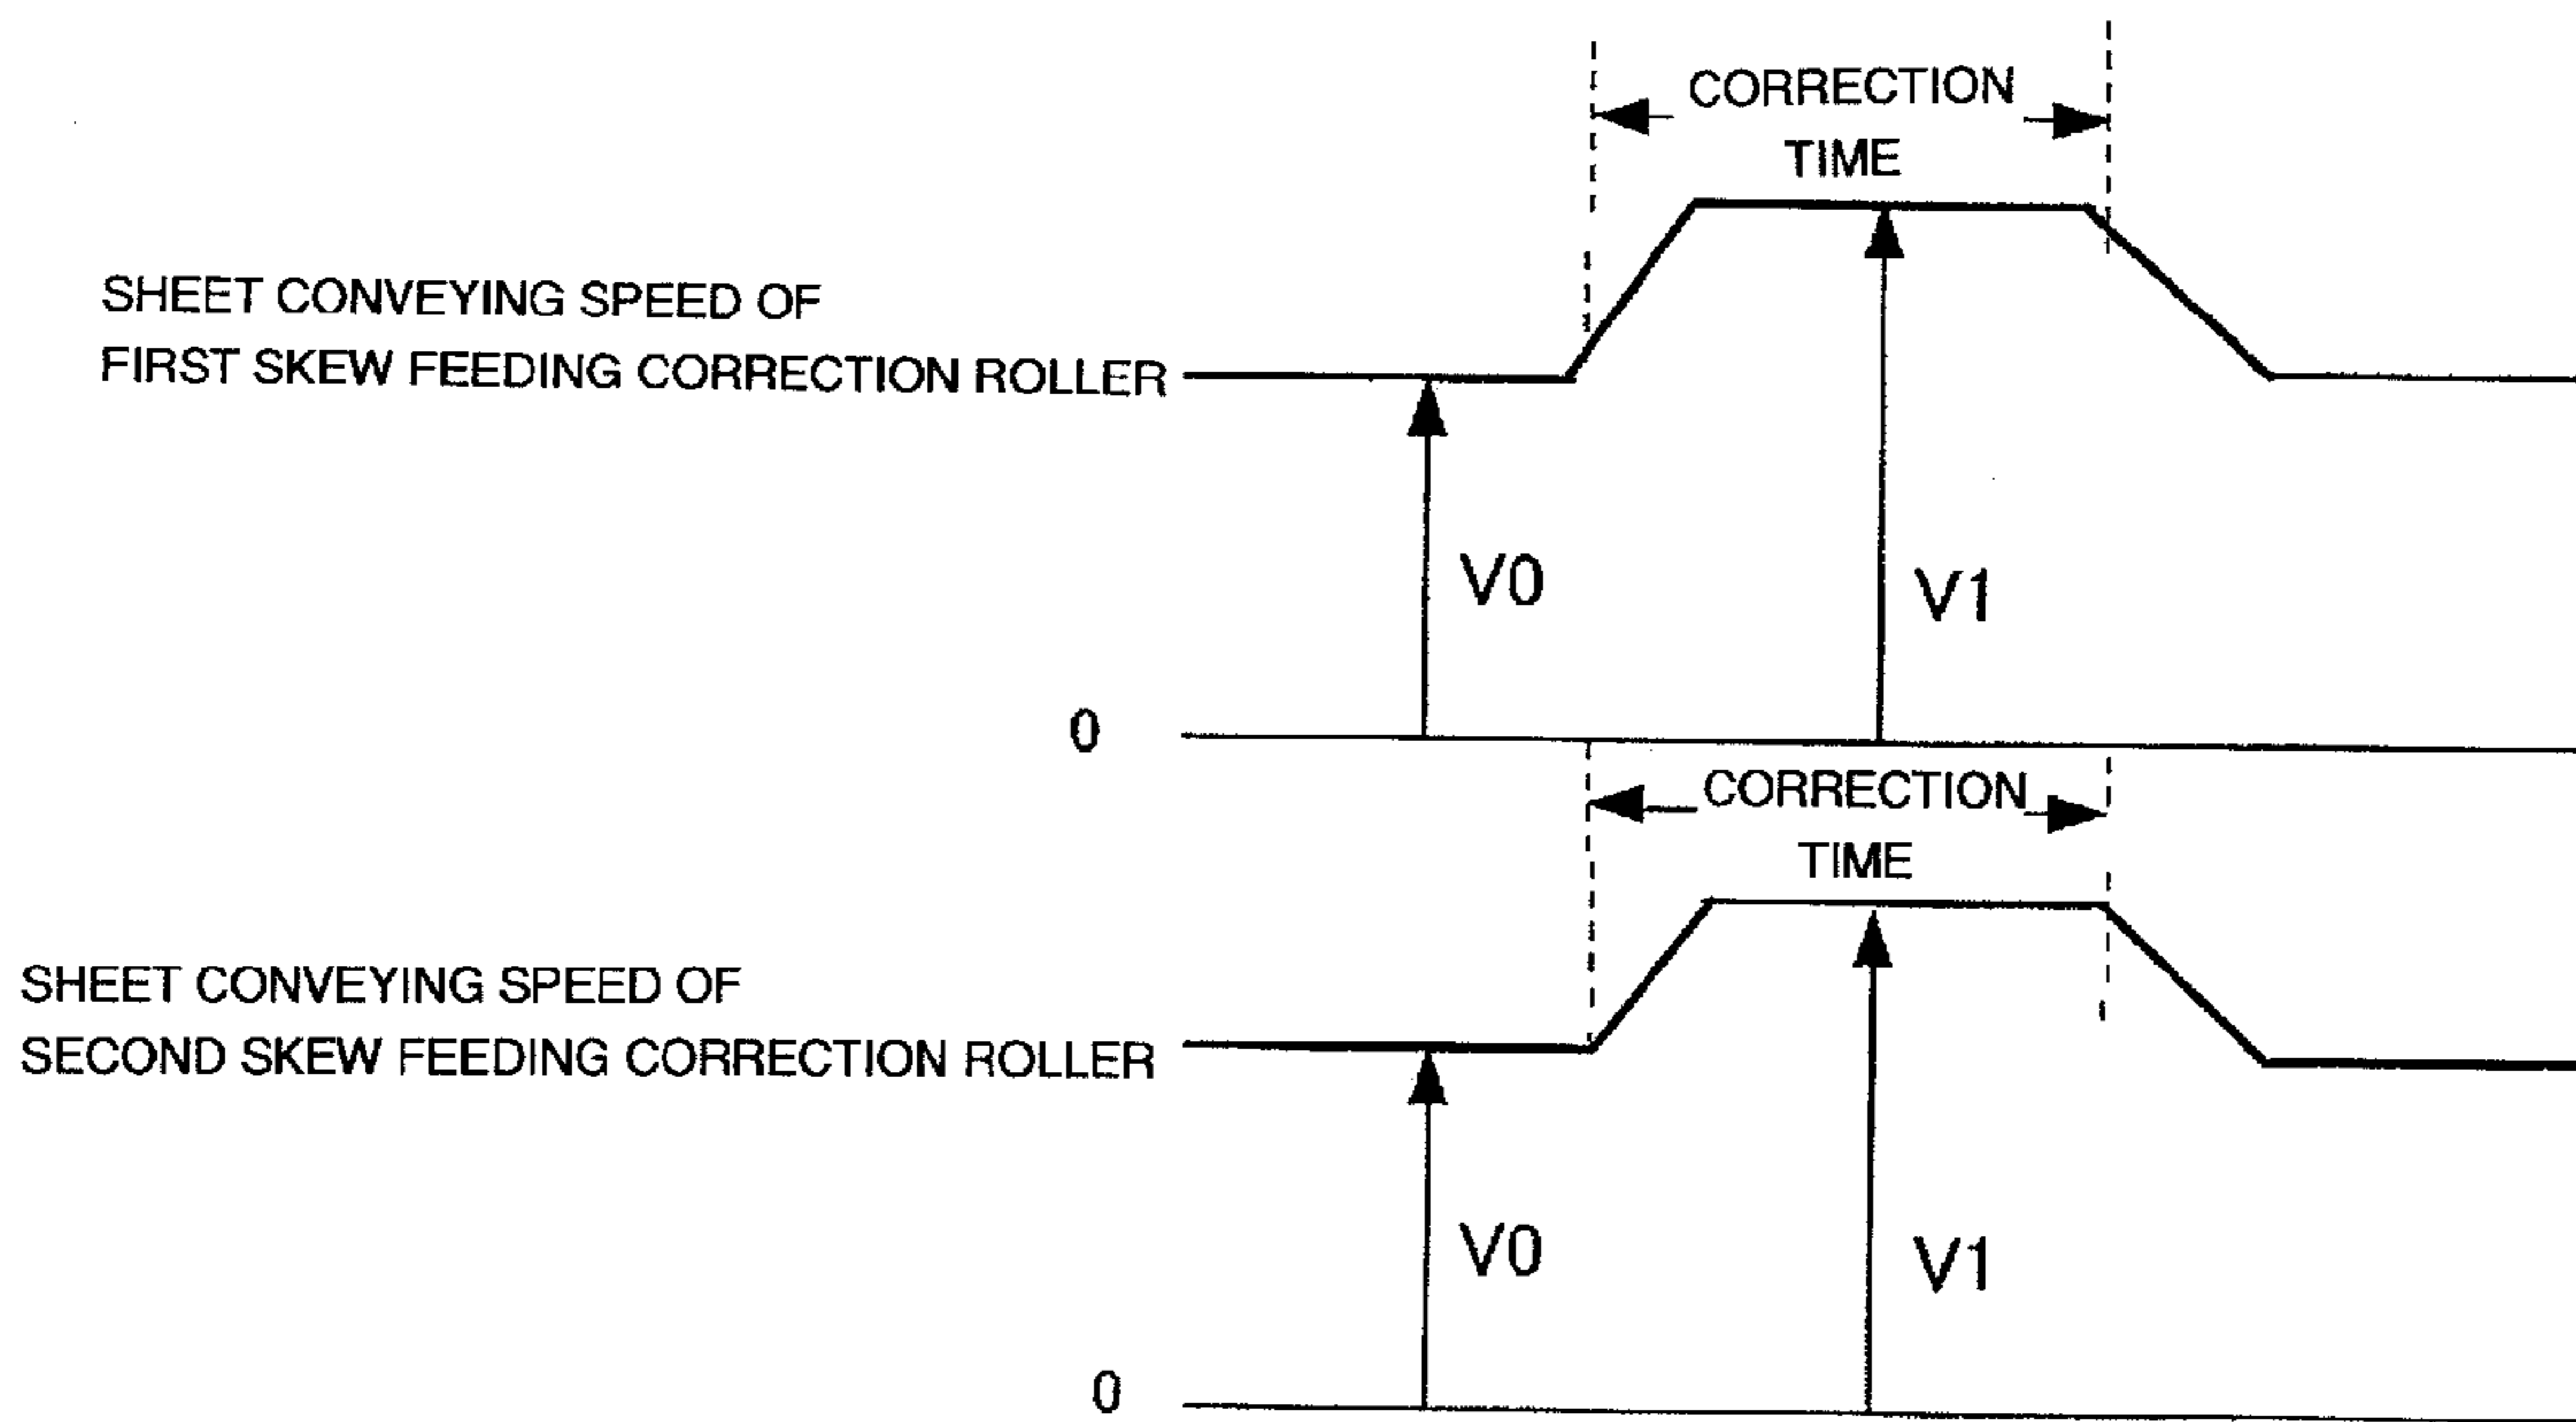 CORRECTION
TIME
SHEET CONVEYING SPEED OF
FIRST SKEW FEEDING CORRECTION ROLLER
V0
V1
0
CORRECTION
TIME
SHEET CONVEYING SPEED OF
SECOND SKEW FEEDING CORRECTION ROLLER
V0
V1
0